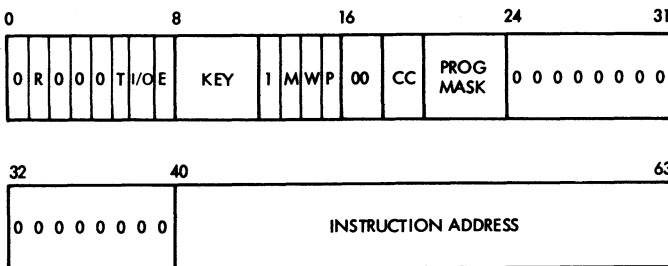 0 8 16 24 31
0 R 0 0 0 T I/O E KEY 1 M W P 00 CC PROG MASK 0 0 0 0 0 0 0 0
32 40 63
0 0 0 0 0 0 0 0 INSTRUCTION ADDRESS